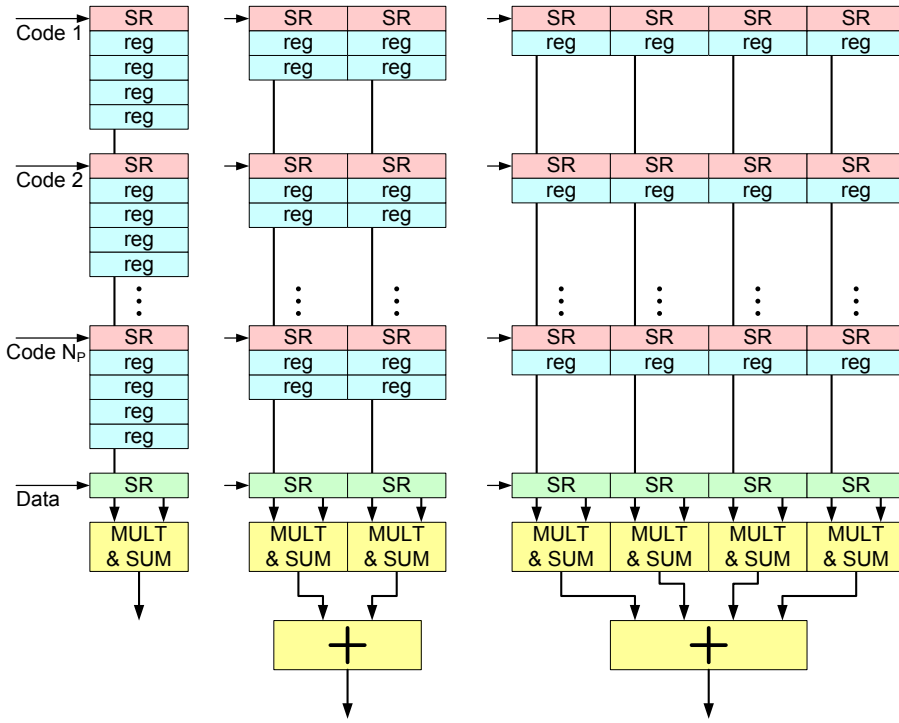 SR SR SR SR SR SR SR
Code 1 reg reg reg reg reg reg reg
reg reg reg
reg
reg
SR SR SR SR SR SR SR
Code 2 reg reg reg reg reg reg reg
reg reg reg
reg
reg
SR SR SR SR SR SR SR
Code N_P reg reg reg reg reg reg reg
reg reg reg
reg
reg
SR SR SR SR SR SR SR
Data
MULT MULT MULT MULT MULT MULT MULT
& SUM & SUM & SUM & SUM & SUM & SUM & SUM
+ +